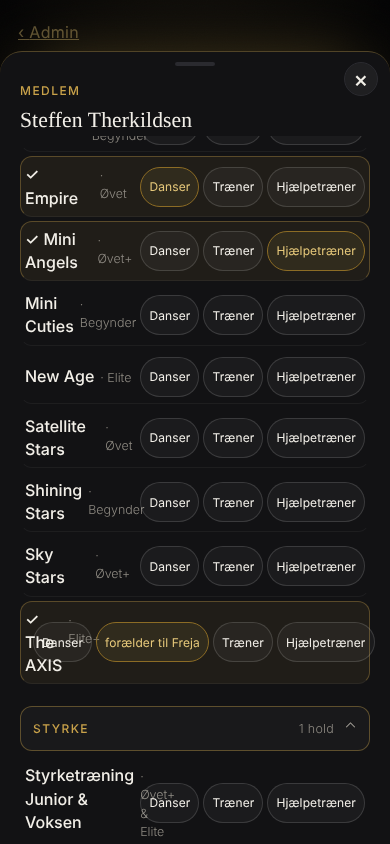 ‹ Admin
MEDLEM
Steffen Therkildsen
Begynder
✓ Empire · Øvet Danser Træner Hjælpetræner
✓ Mini Angels · Øvet+ Danser Træner Hjælpetræner
Mini Cuties · Begynder Danser Træner Hjælpetræner
New Age · Elite Danser Træner Hjælpetræner
Satellite Stars · Øvet Danser Træner Hjælpetræner
Shining Stars · Begynder Danser Træner Hjælpetræner
Sky Stars · Øvet+ Danser Træner Hjælpetræner
✓ The AXIS · Elite+ Danser forælder til Freja Træner Hjælpetræner
STYRKE 1 hold
Styrketræning Junior & Voksen · Øvet+ & Elite Danser Træner Hjælpetræner